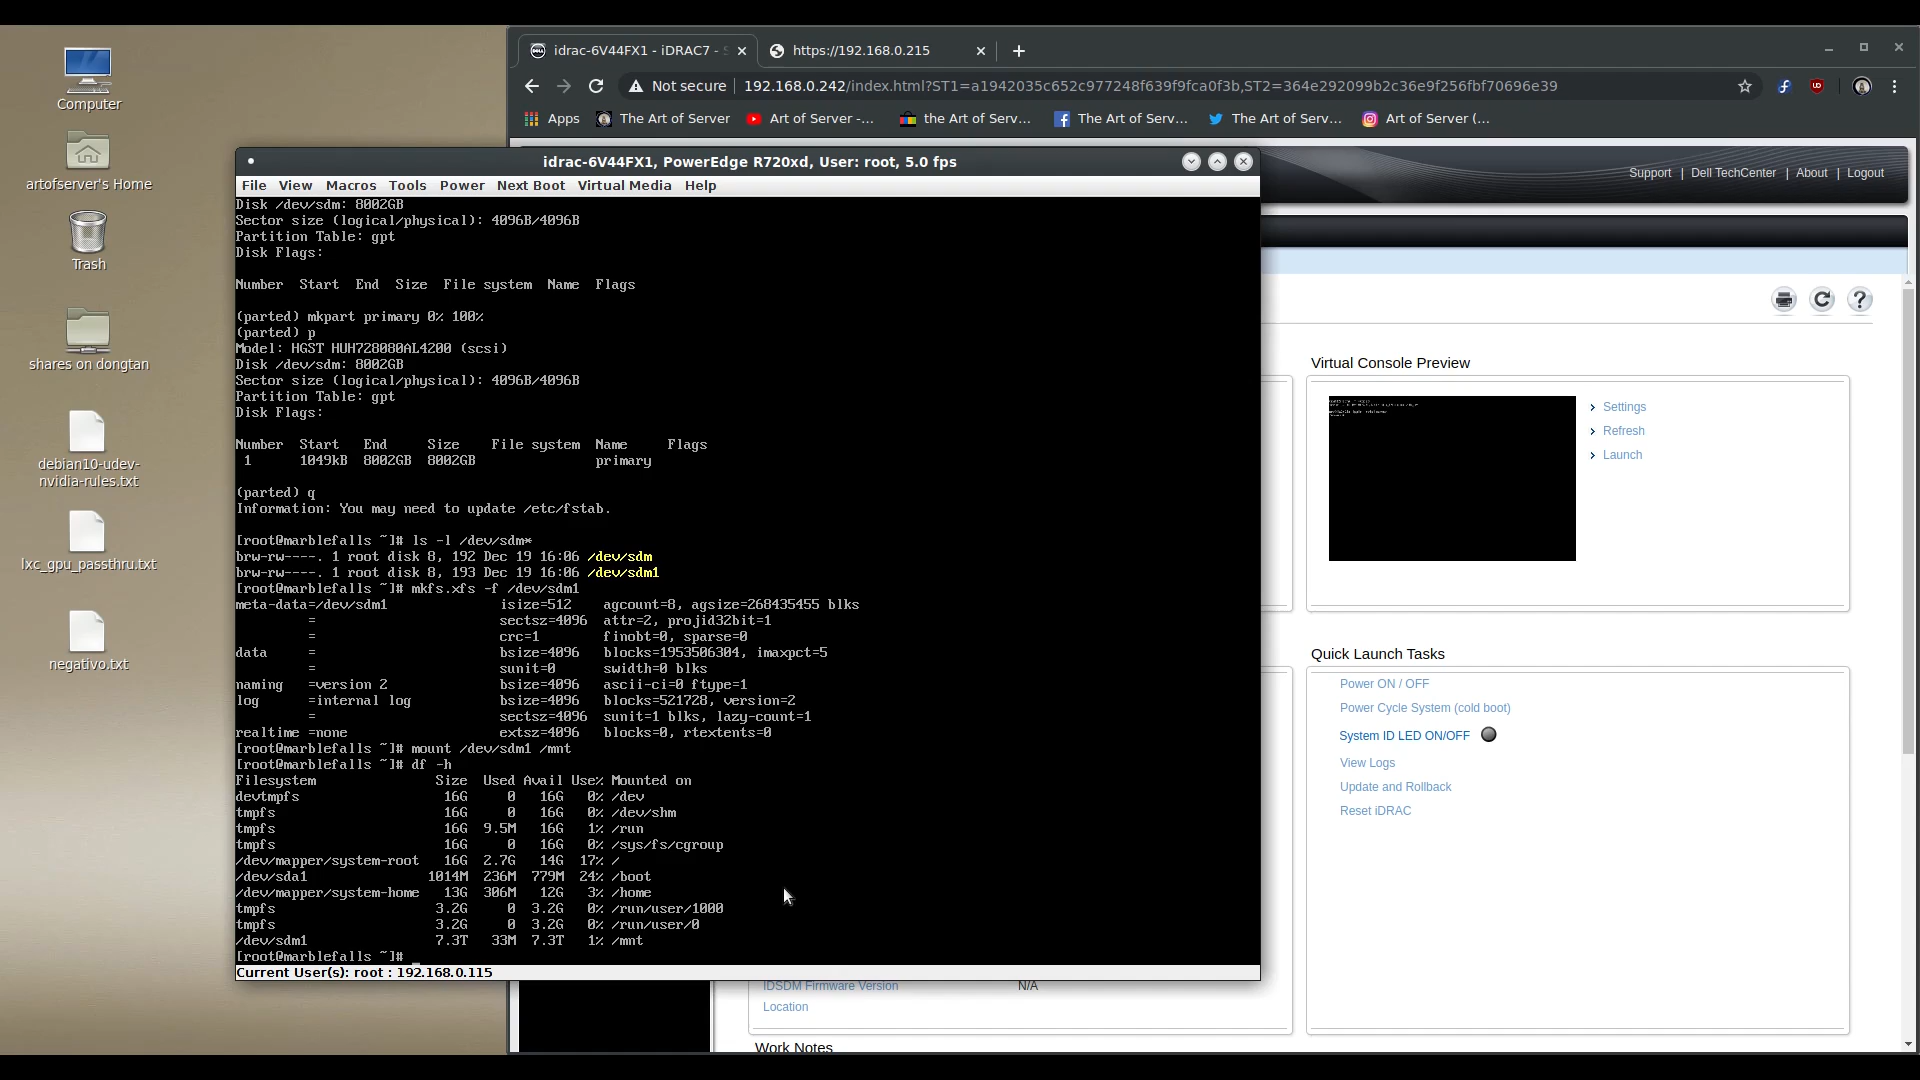 Computer
artofserver's Home
Trash
shares on dongtan
debian10-udev-
nvidia-rules.txt
lxc_gpu_passthru.txt
negativo.txt
idrac-6V44FX1 - iDRAC7 - S
https://192.168.0.215
Not secure
192.168.0.242/index.html?ST1=a1942035c652c977248f639f9fca0f3b,ST2=364e292099b2c36e9f256fbf70696e39
Apps
The Art of Server
Art of Server -...
the Art of Serv...
The Art of Serv...
The Art of Serv...
Art of Server (...
Support | Dell TechCenter | About | Logout
idrac-6V44FX1, PowerEdge R720xd, User: root, 5.0 fps
File View Macros Tools Power Next Boot Virtual Media Help
Disk /dev/sdm: 8002GB
Sector size (logical/physical): 4096B/4096B
Partition Table: gpt
Disk Flags:
Number  Start  End  Size  File system  Name  Flags
(parted) mkpart primary 0% 100%
(parted) p
Model: HGST HUH728080AL4200 (scsi)
Disk /dev/sdm: 8002GB
Sector size (logical/physical): 4096B/4096B
Partition Table: gpt
Disk Flags:
Number  Start   End     Size    File system  Name     Flags
 1      1049kB  8002GB  8002GB               primary
(parted) q
Information: You may need to update /etc/fstab.
[root@marblefalls ~]# ls -l /dev/sdm*
brw-rw----. 1 root disk 8, 192 Dec 19 16:06 /dev/sdm
brw-rw----. 1 root disk 8, 193 Dec 19 16:06 /dev/sdm1
[root@marblefalls ~]# mkfs.xfs -f /dev/sdm1
meta-data=/dev/sdm1              isize=512    agcount=8, agsize=268435455 blks
         =                       sectsz=4096  attr=2, projid32bit=1
         =                       crc=1        finobt=0, sparse=0
data     =                       bsize=4096   blocks=1953506304, imaxpct=5
         =                       sunit=0      swidth=0 blks
naming   =version 2              bsize=4096   ascii-ci=0 ftype=1
log      =internal log           bsize=4096   blocks=521728, version=2
         =                       sectsz=4096  sunit=1 blks, lazy-count=1
realtime =none                   extsz=4096   blocks=0, rtextents=0
[root@marblefalls ~]# mount /dev/sdm1 /mnt
[root@marblefalls ~]# df -h
Filesystem               Size  Used Avail Use% Mounted on
devtmpfs                  16G     0   16G   0% /dev
tmpfs                     16G     0   16G   0% /dev/shm
tmpfs                     16G  9.5M   16G   1% /run
tmpfs                     16G     0   16G   0% /sys/fs/cgroup
/dev/mapper/system-root   16G  2.7G   14G  17% /
/dev/sda1               1014M  236M  779M  24% /boot
/dev/mapper/system-home   13G  306M   12G   3% /home
tmpfs                    3.2G     0  3.2G   0% /run/user/1000
tmpfs                    3.2G     0  3.2G   0% /run/user/0
/dev/sdm1                7.3T   33M  7.3T   1% /mnt
[root@marblefalls ~]# _
Current User(s): root : 192.168.0.115
Virtual Console Preview
Settings
Refresh
Launch
Quick Launch Tasks
Power ON / OFF
Power Cycle System (cold boot)
System ID LED ON/OFF
View Logs
Update and Rollback
Reset iDRAC
IDSDM Firmware Version N/A
Location
Work Notes